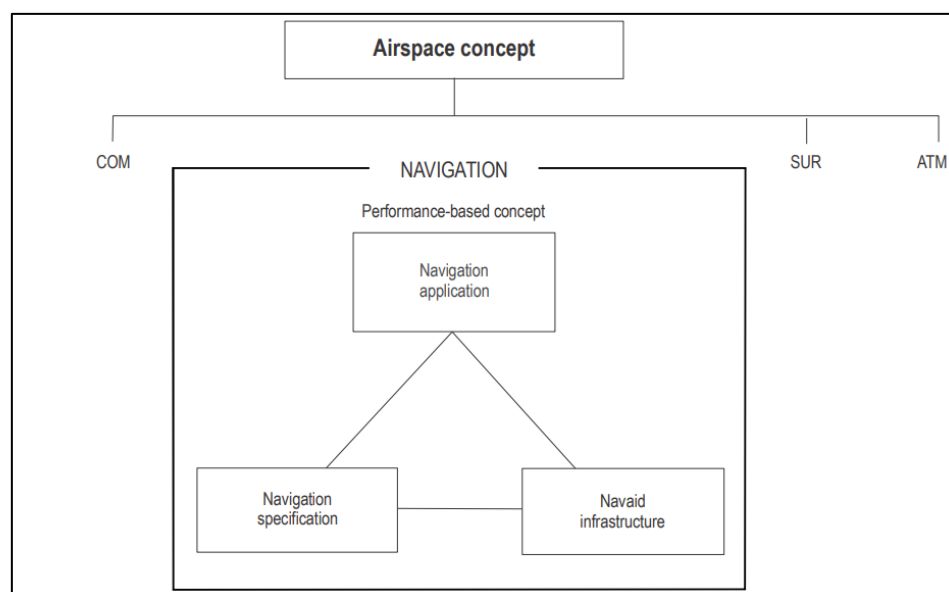 Airspace concept
COM
SUR
ATM
NAVIGATION
Performance-based concept
Navigation
application
Navigation
specification
Navaid
infrastructure